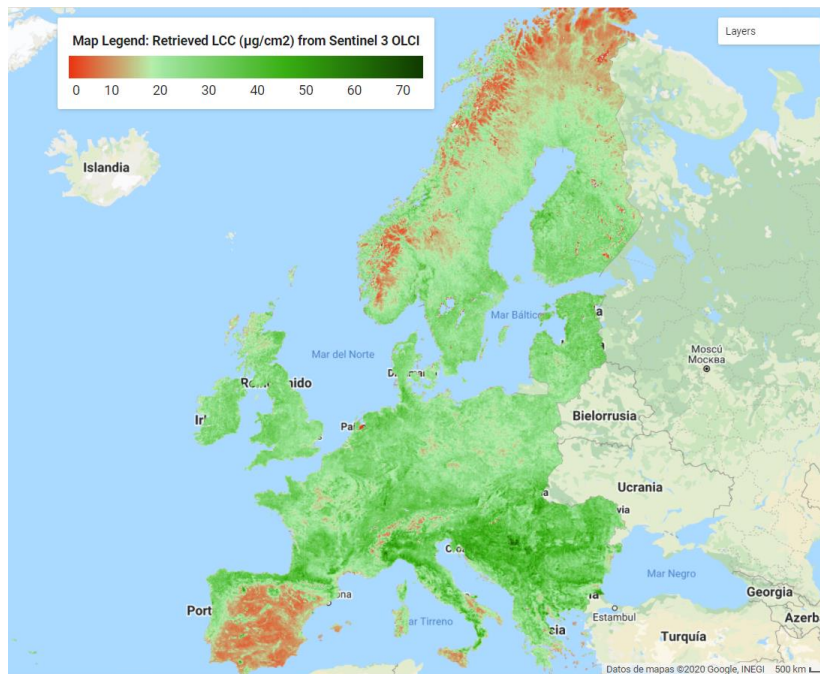 Map Legend: Retrieved LCC (µg/cm2) from Sentinel 3 OLCI
0 10 20 30 40 50 60 70
Layers
Islandia
Mar Báltico
Mar del Norte
Moscú
Москва
Bielorrusia
Ucrania
Mar Negro
Georgia
Estambul
Turquía
Port
ar Tirreno
Datos de mapas ©2020 Google, INEGI
500 km